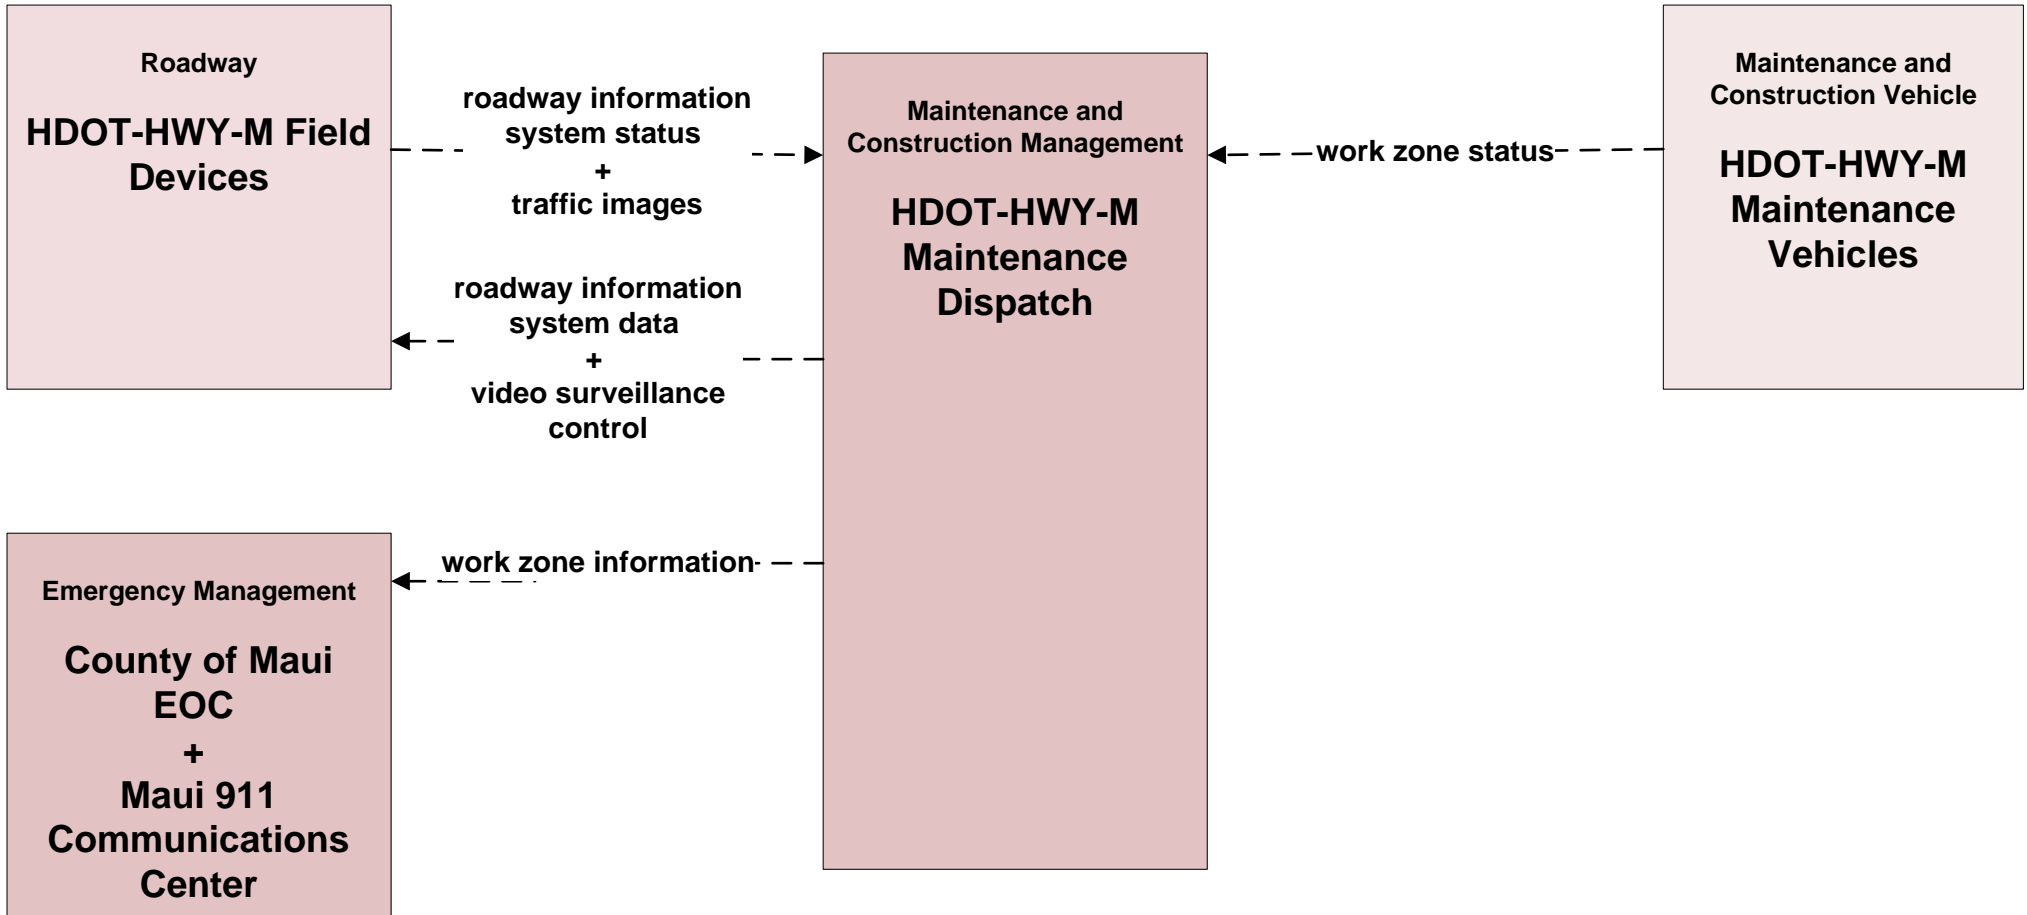 Roadway
HDOT-HWY-M Field
Devices
roadway information
system status
+
traffic images
roadway information
system data
+
video surveillance
control
Maintenance and
Construction Management
HDOT-HWY-M
Maintenance
Dispatch
work zone status
Maintenance and
Construction Vehicle
HDOT-HWY-M
Maintenance
Vehicles
work zone information
Emergency Management
County of Maui
EOC
+
Maui 911
Communications
Center